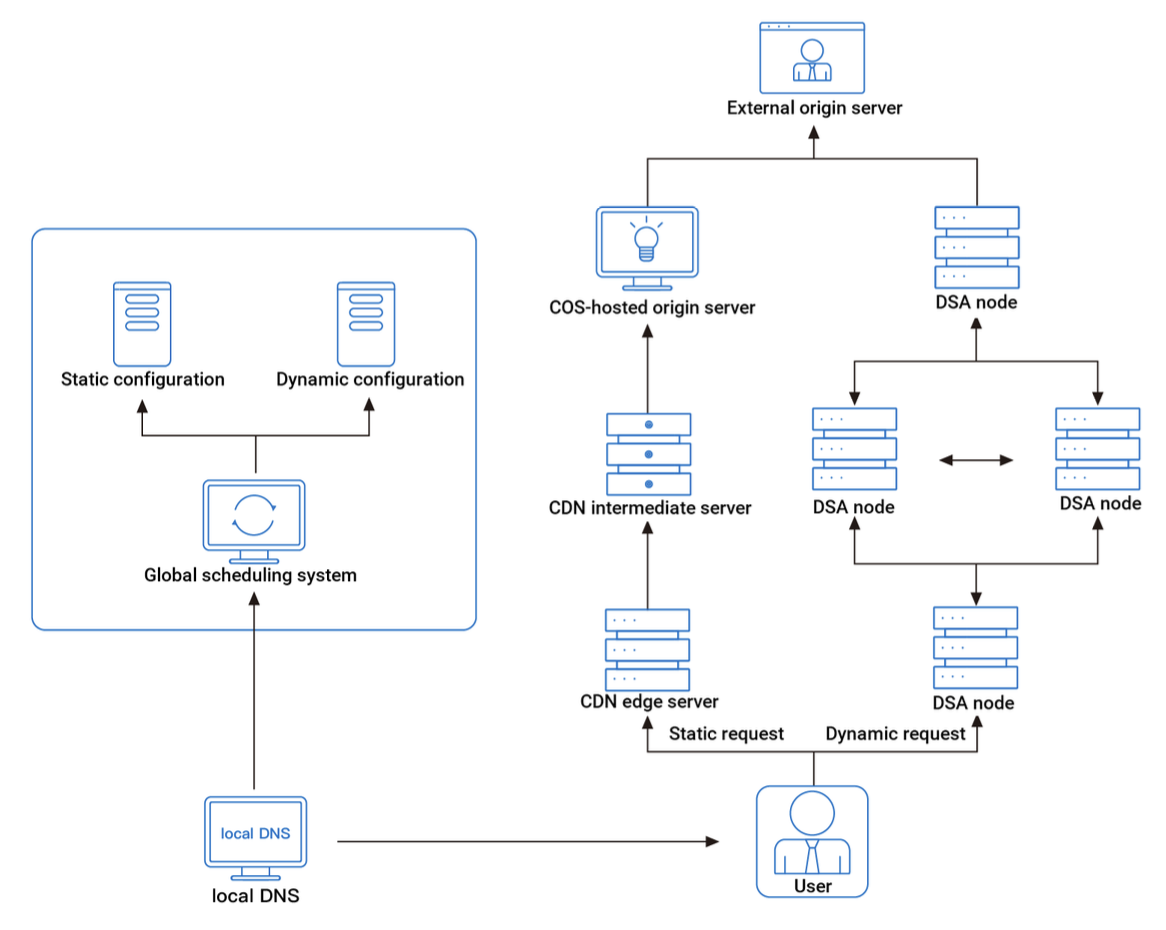 External origin server
COS-hosted origin server
DSA node
Static configuration
Dynamic configuration
CDN intermediate server
DSA node
DSA node
Global scheduling system
CDN edge server
DSA node
Static request
Dynamic request
local DNS
local DNS
User